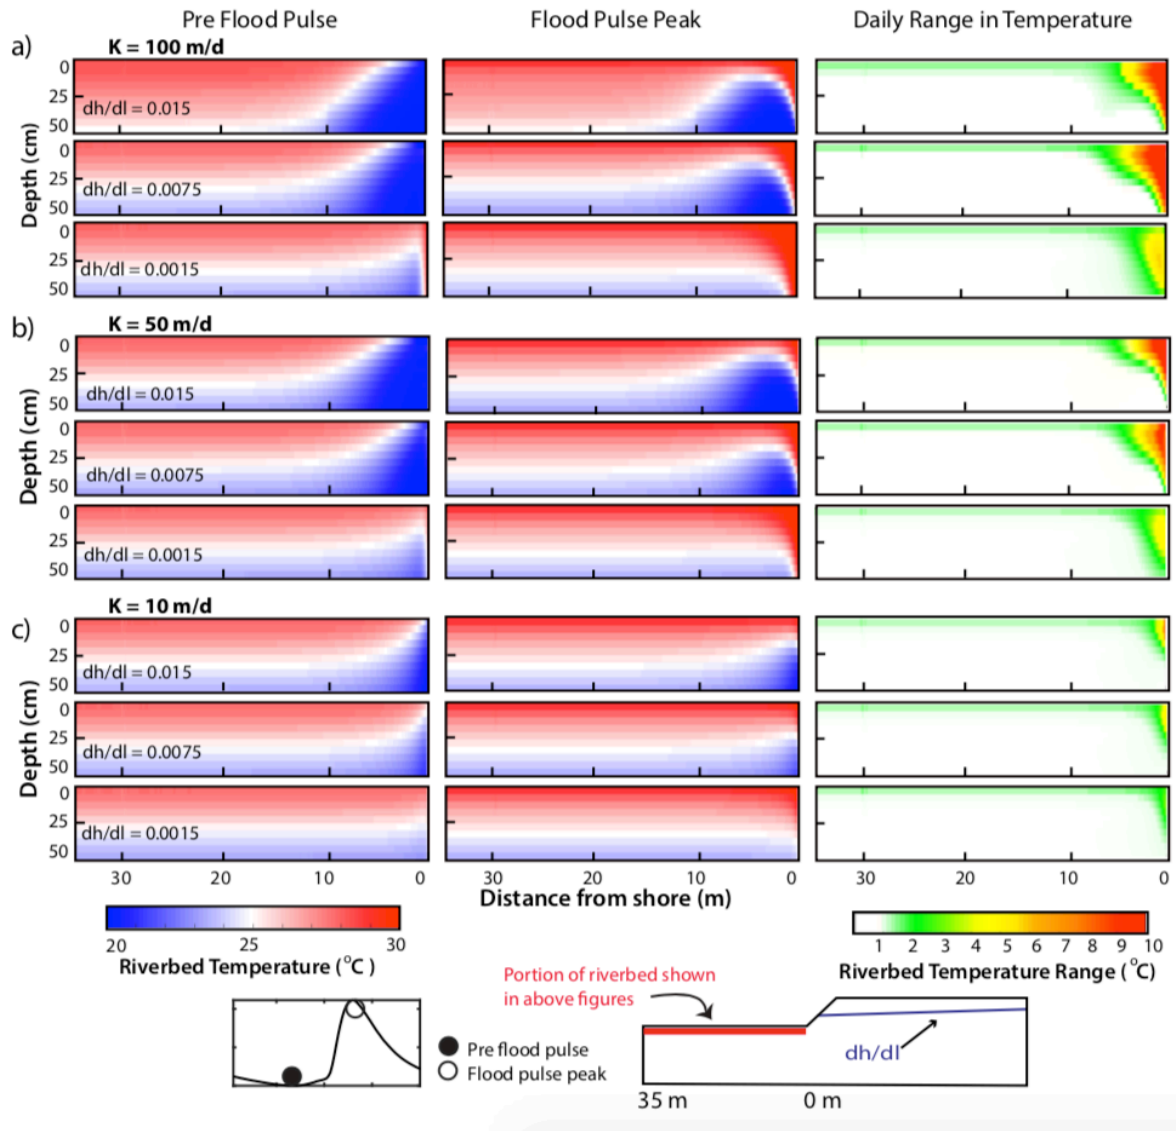 Pre Flood Pulse Flood Pulse Peak Daily Range in Temperature
a) K = 100 m/d
0
25 dh/dl = 0.015
50
0
25 dh/dl = 0.0075
50
0
25 dh/dl = 0.0015
50
Depth (cm)
b) K = 50 m/d
0
25 dh/dl = 0.015
50
0
25 dh/dl = 0.0075
50
0
25 dh/dl = 0.0015
50
Depth (cm)
c) K = 10 m/d
0
25 dh/dl = 0.015
50
0
25 dh/dl = 0.0075
50
0
25 dh/dl = 0.0015
50
Depth (cm)
30 20 10 0 30 20 10 0 30 20 10 0
Distance from shore (m)
20 25 30
Riverbed Temperature (°C )
1 2 3 4 5 6 7 8 9 10
Riverbed Temperature Range (°C)
Portion of riverbed shown
in above figures
Pre flood pulse
Flood pulse peak
dh/dl
35 m 0 m